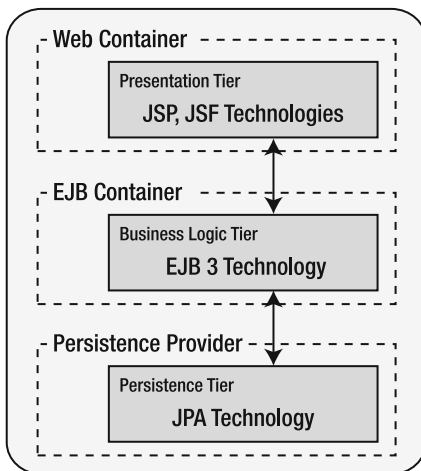 Web Container
Presentation Tier
JSP, JSF Technologies
EJB Container
Business Logic Tier
EJB 3 Technology
Persistence Provider
Persistence Tier
JPA Technology